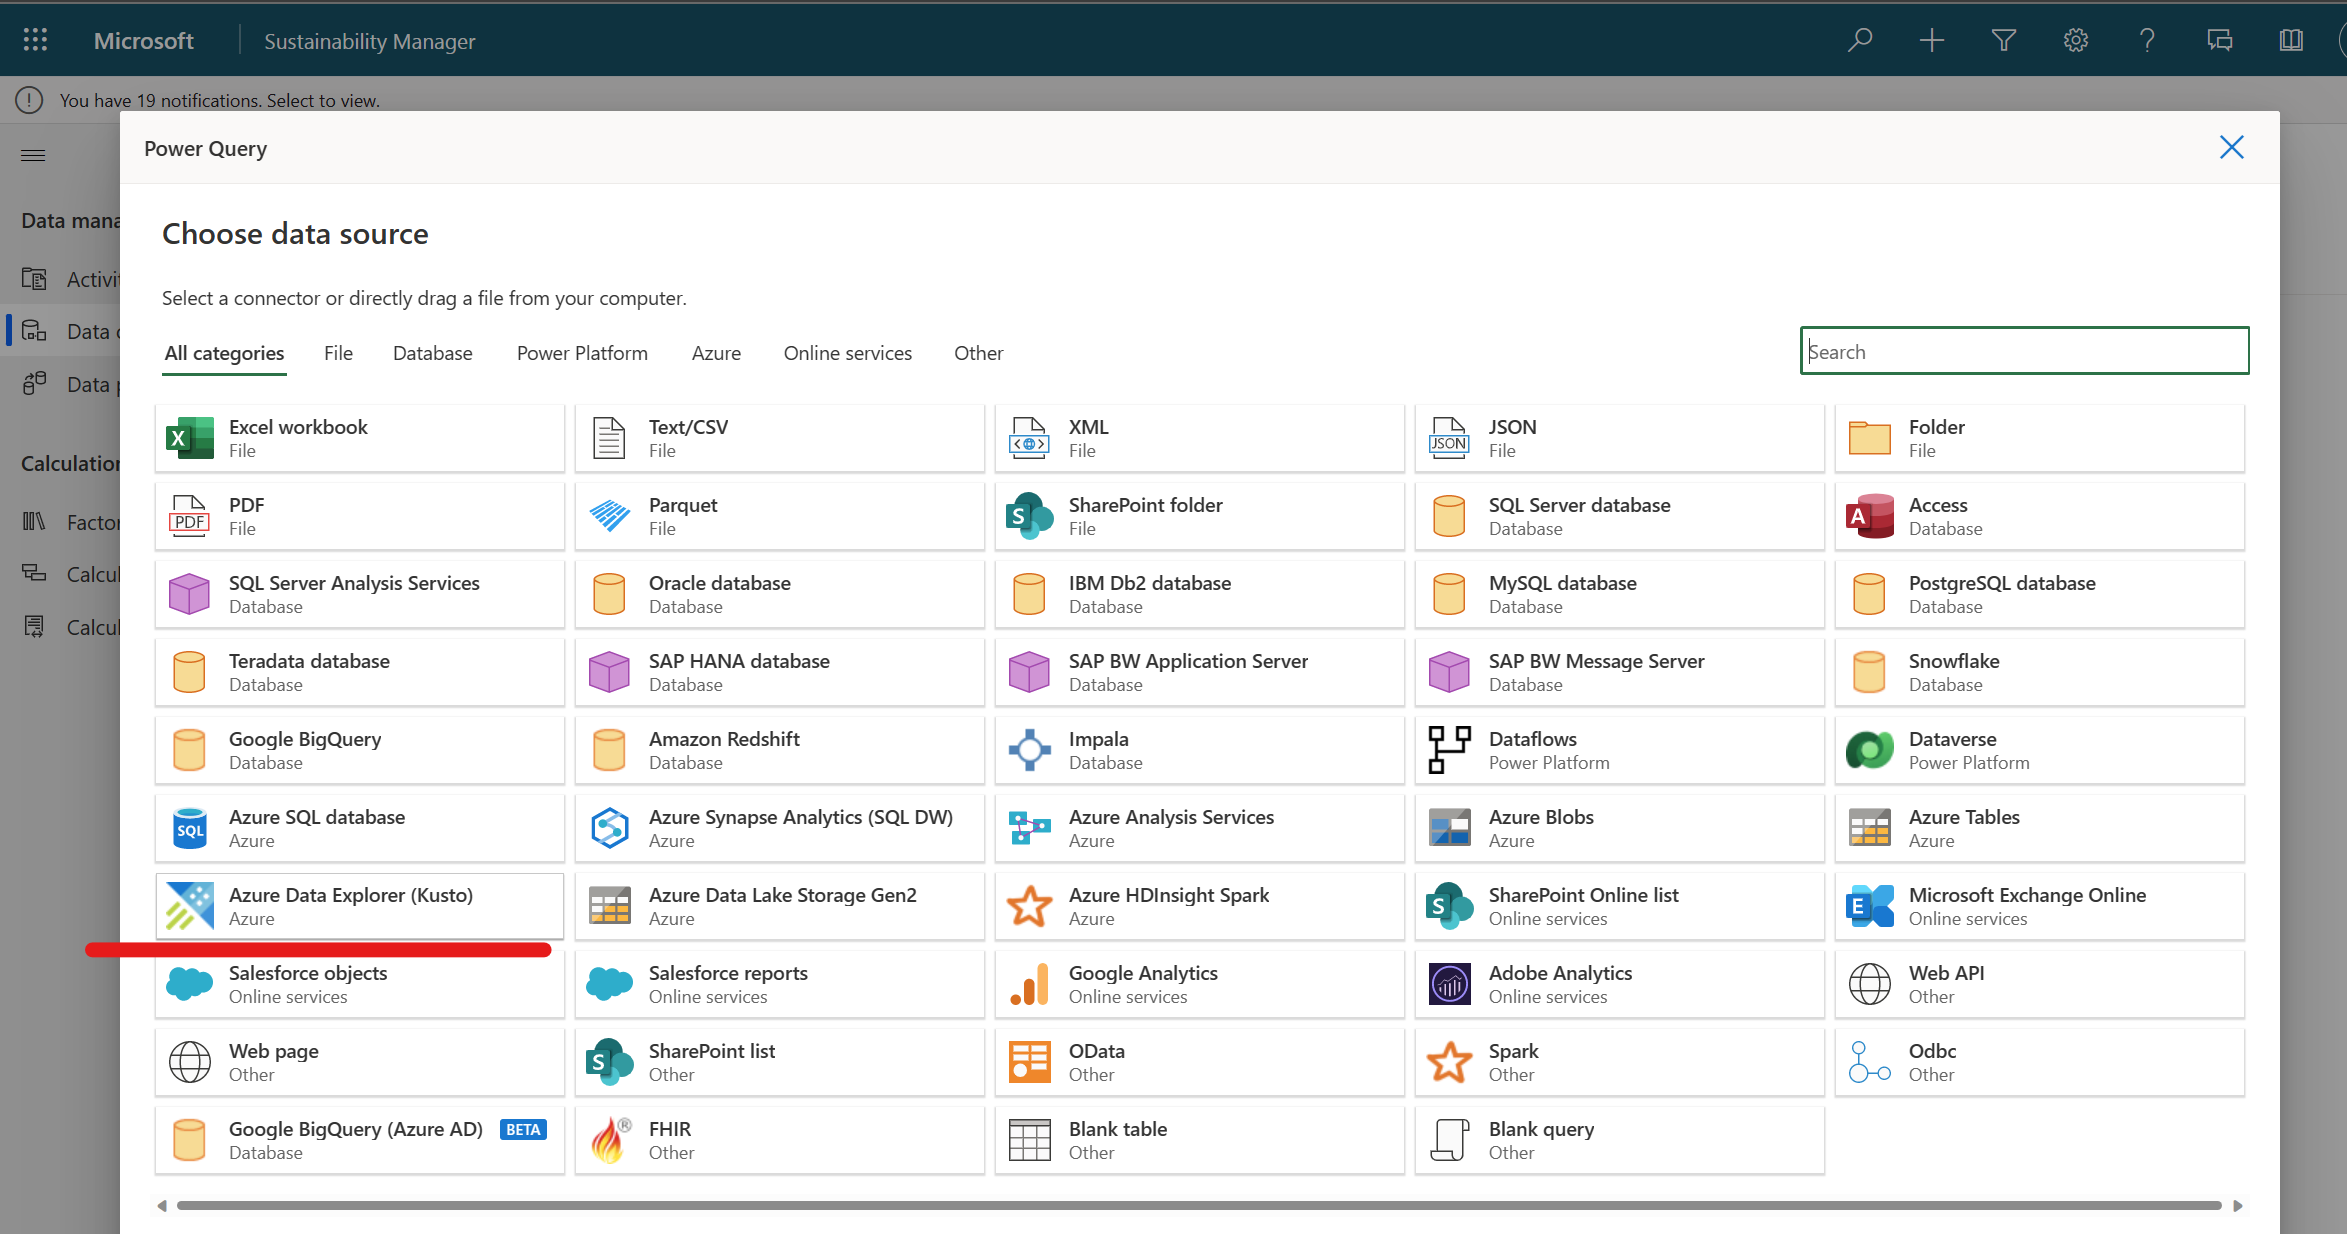 Microsoft
Sustainability Manager
You have 19 notifications. Select to view.
Power Query
Data mana
Activit
Data c
Data p
Calculation
Factor
Calcul
Calcul
Choose data source
Select a connector or directly drag a file from your computer.
All categories File Database Power Platform Azure Online services Other
Search
Excel workbook
File
Text/CSV
File
XML
File
JSON
JSON
File
Folder
File
PDF
PDF
File
Parquet
File
SharePoint folder
File
SQL Server database
Database
Access
Database
SQL Server Analysis Services
Database
Oracle database
Database
IBM Db2 database
Database
MySQL database
Database
PostgreSQL database
Database
Teradata database
Database
SAP HANA database
Database
SAP BW Application Server
Database
SAP BW Message Server
Database
Snowflake
Database
Google BigQuery
Database
Amazon Redshift
Database
Impala
Database
Dataflows
Power Platform
Dataverse
Power Platform
SQL
Azure SQL database
Azure
Azure Synapse Analytics (SQL DW)
Azure
Azure Analysis Services
Azure
Azure Blobs
Azure
Azure Tables
Azure
Azure Data Explorer (Kusto)
Azure
Azure Data Lake Storage Gen2
Azure
Azure HDInsight Spark
Azure
SharePoint Online list
Online services
Microsoft Exchange Online
Online services
Salesforce objects
Online services
Salesforce reports
Online services
Google Analytics
Online services
Adobe Analytics
Online services
Web API
Other
Web page
Other
SharePoint list
Other
OData
Other
Spark
Other
Odbc
Other
Google BigQuery (Azure AD) BETA
Database
FHIR
Other
Blank table
Other
Blank query
Other